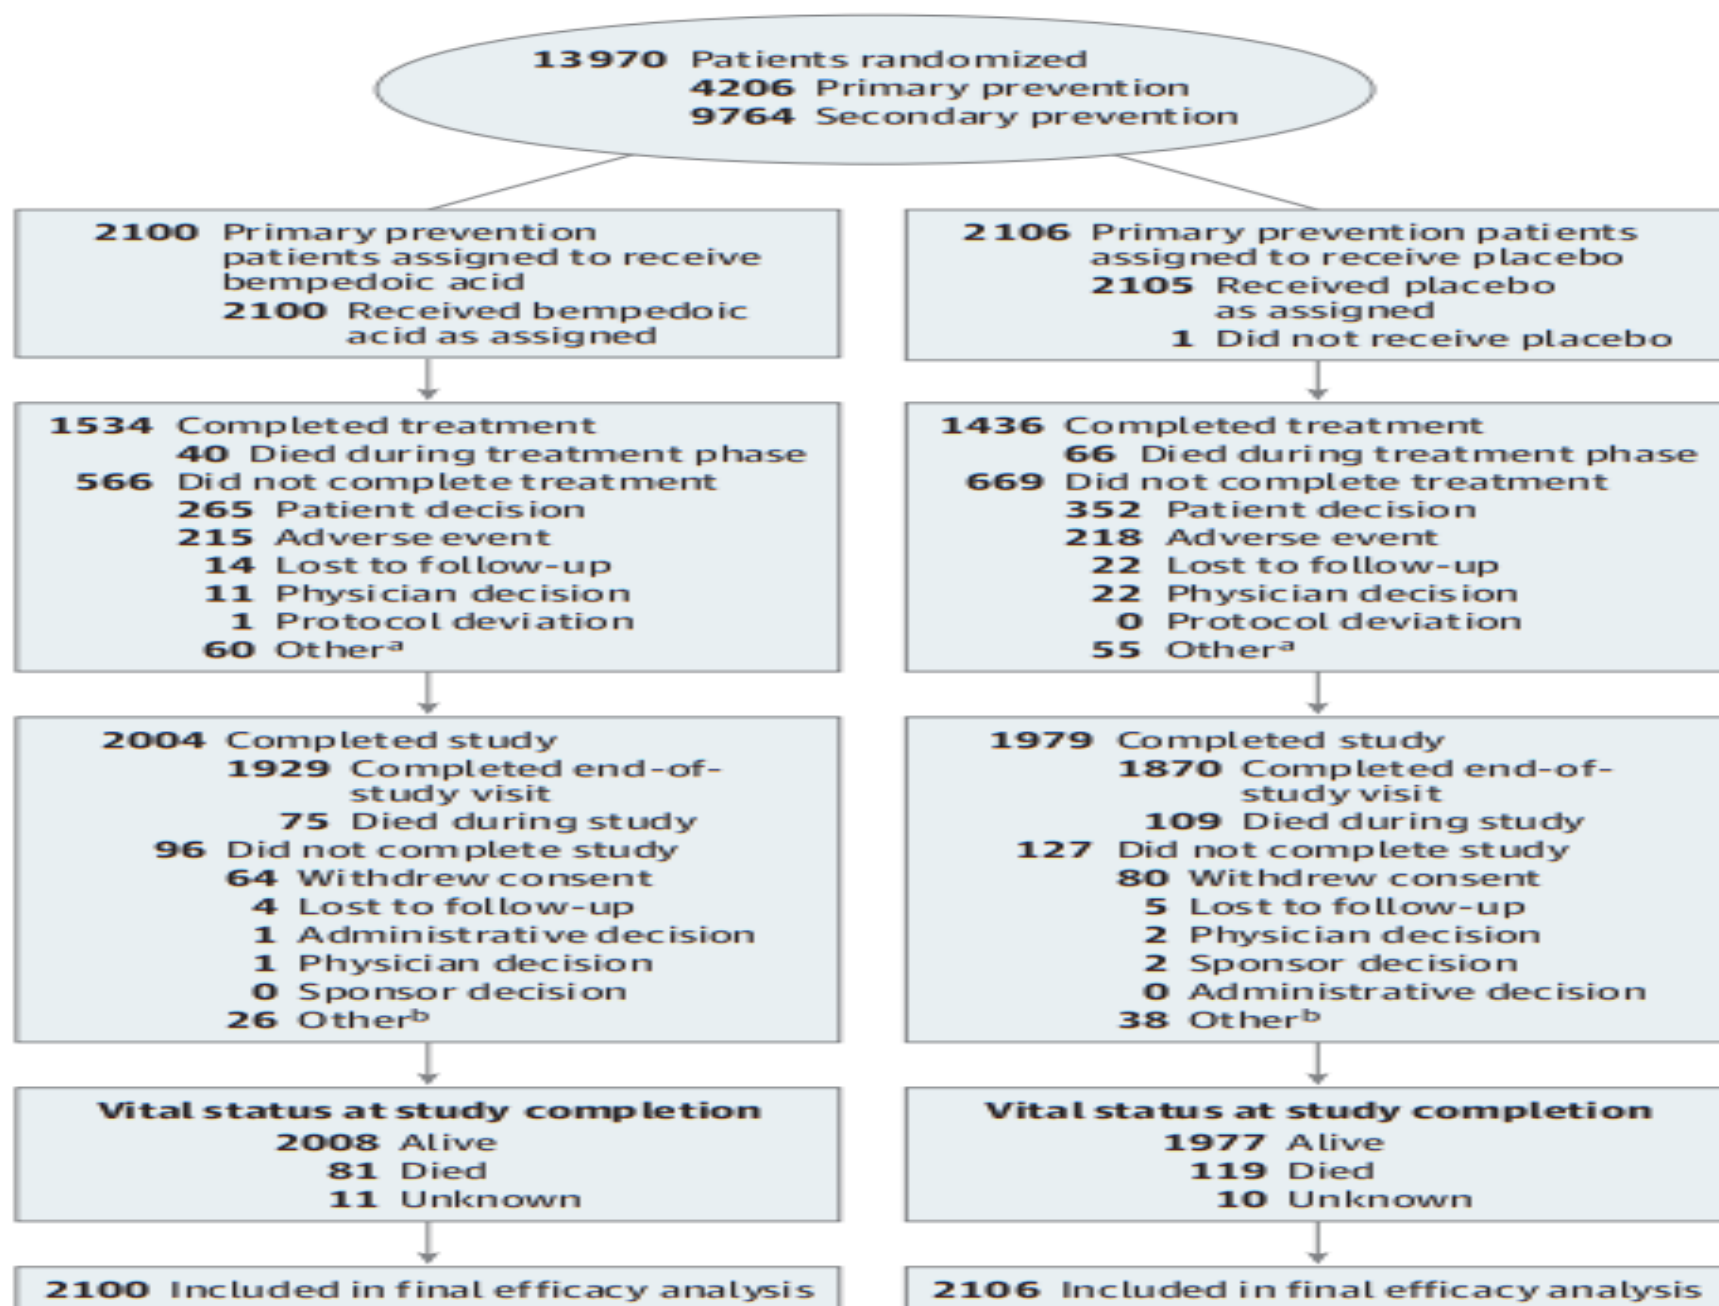 13970 Patients randomized
4206 Primary prevention
9764 Secondary prevention
2100 Primary prevention
patients assigned to receive
bempedoic acid
2100 Received bempedoic
acid as assigned
2106 Primary prevention patients
assigned to receive placebo
2105 Received placebo
as assigned
1 Did not receive placebo
1534 Completed treatment
40 Died during treatment phase
566 Did not complete treatment
265 Patient decision
215 Adverse event
14 Lost to follow-up
11 Physician decision
1 Protocol deviation
60 Otherᵃ
1436 Completed treatment
66 Died during treatment phase
669 Did not complete treatment
352 Patient decision
218 Adverse event
22 Lost to follow-up
22 Physician decision
0 Protocol deviation
55 Otherᵃ
2004 Completed study
1929 Completed end-of-
study visit
75 Died during study
96 Did not complete study
64 Withdrew consent
4 Lost to follow-up
1 Administrative decision
1 Physician decision
0 Sponsor decision
26 Otherᵇ
1979 Completed study
1870 Completed end-of-
study visit
109 Died during study
127 Did not complete study
80 Withdrew consent
5 Lost to follow-up
2 Physician decision
2 Sponsor decision
0 Administrative decision
38 Otherᵇ
Vital status at study completion
2008 Alive
81 Died
11 Unknown
Vital status at study completion
1977 Alive
119 Died
10 Unknown
2100 Included in final efficacy analysis
2106 Included in final efficacy analysis